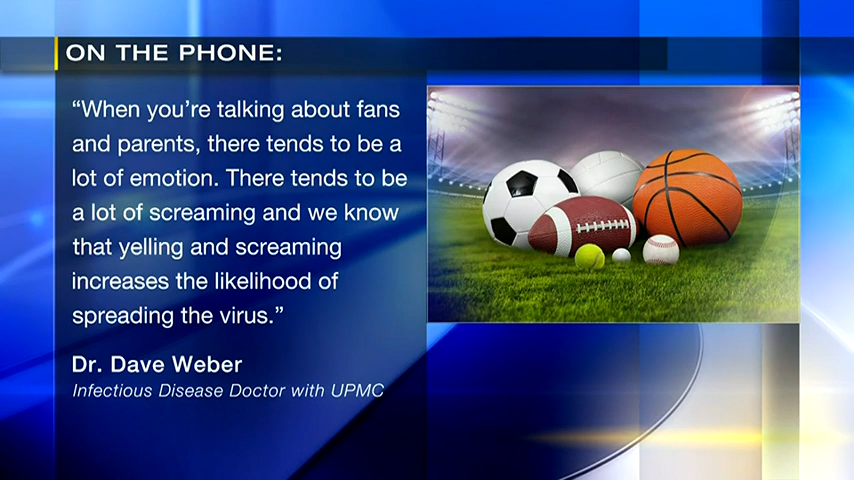 ON THE PHONE:
“When you’re talking about fans
and parents, there tends to be a
lot of emotion. There tends to be
a lot of screaming and we know
that yelling and screaming
increases the likelihood of
spreading the virus.”
Dr. Dave Weber
Infectious Disease Doctor with UPMC